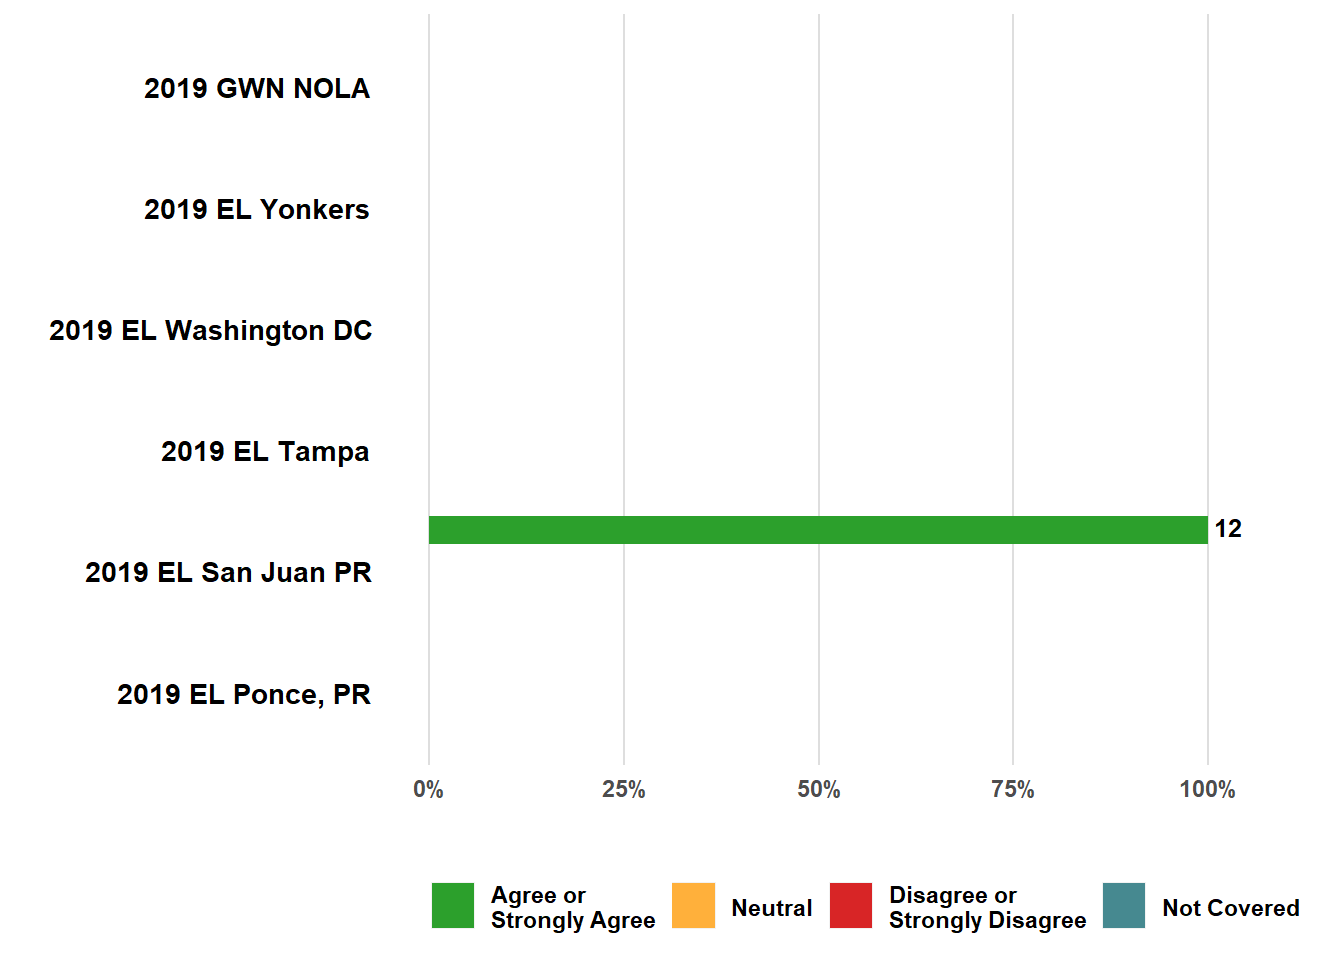 2019 GWN NOLA
2019 EL Yonkers
2019 EL Washington DC
2019 EL Tampa
12
2019 EL San Juan PR
2019 EL Ponce, PR
0% 25% 50% 75% 100%
Agree or
Strongly Agree
Neutral
Disagree or
Strongly Disagree
Not Covered